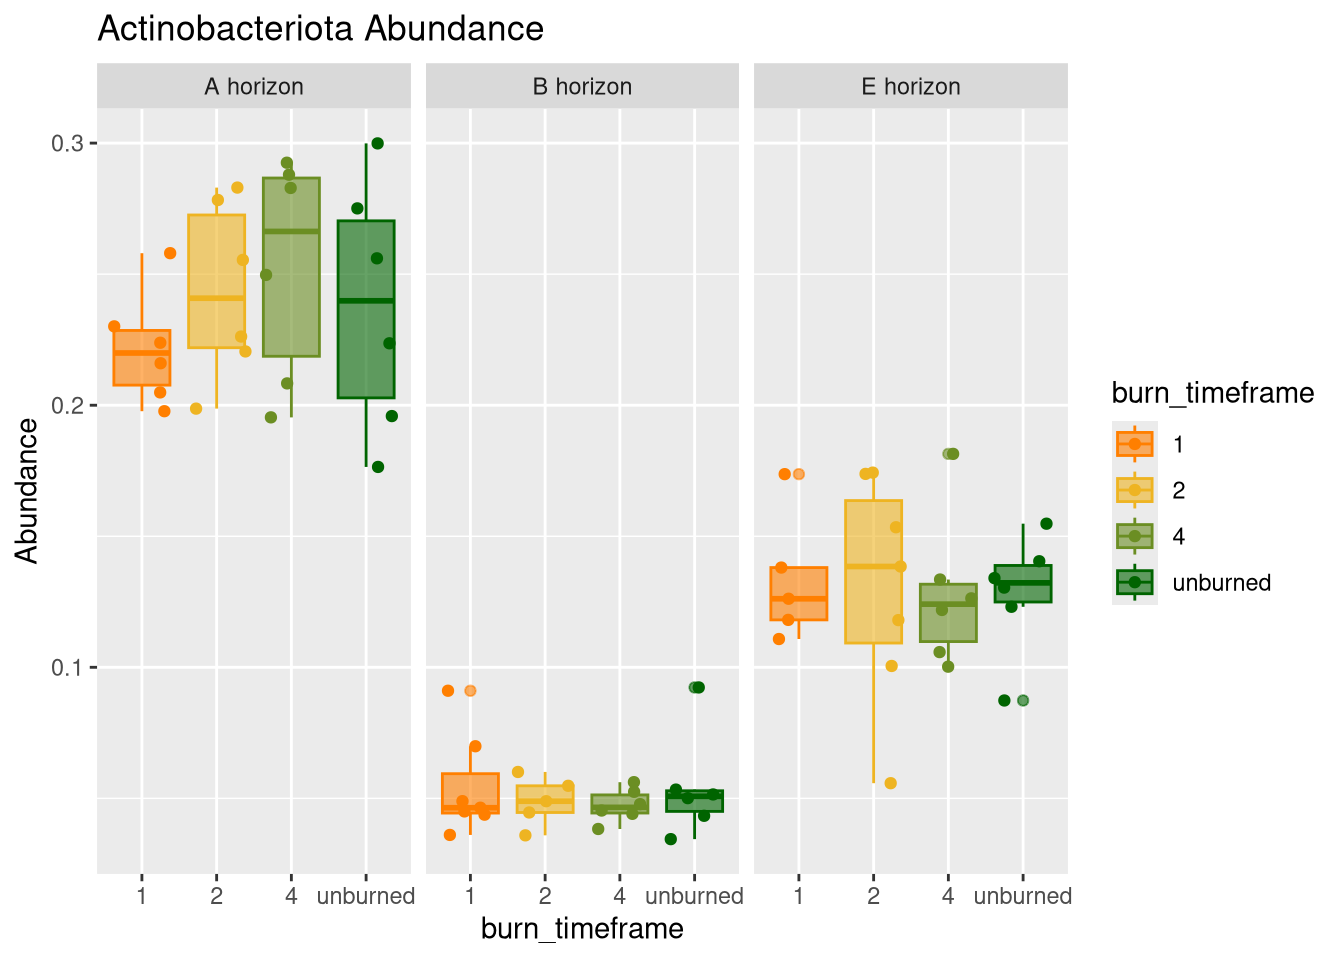 Actinobacteriota Abundance
A horizon
B horizon
E horizon
0.3
0.2
0.1
Abundance
1 2 4 unburned
1 2 4 unburned
1 2 4 unburned
burn_timeframe
burn_timeframe
1
2
4
unburned